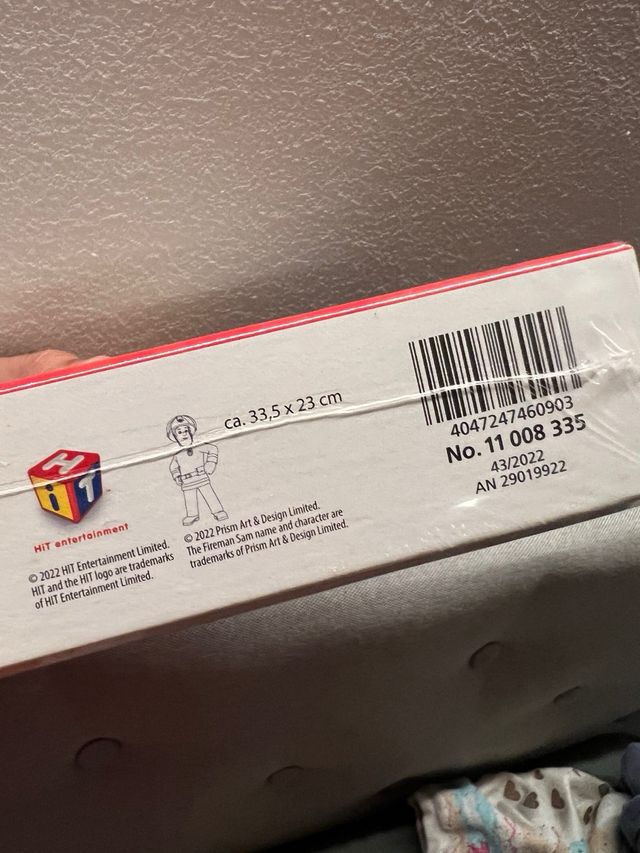 HiT
HiT entertainment
© 2022 HIT Entertainment Limited.
HIT and the HIT logo are trademarks
of HIT Entertainment Limited.
ca. 33,5 x 23 cm
© 2022 Prism Art & Design Limited.
The Fireman Sam name and character are
trademarks of Prism Art & Design Limited.
4047247460903
No. 11 008 335
43/2022
AN 29019922